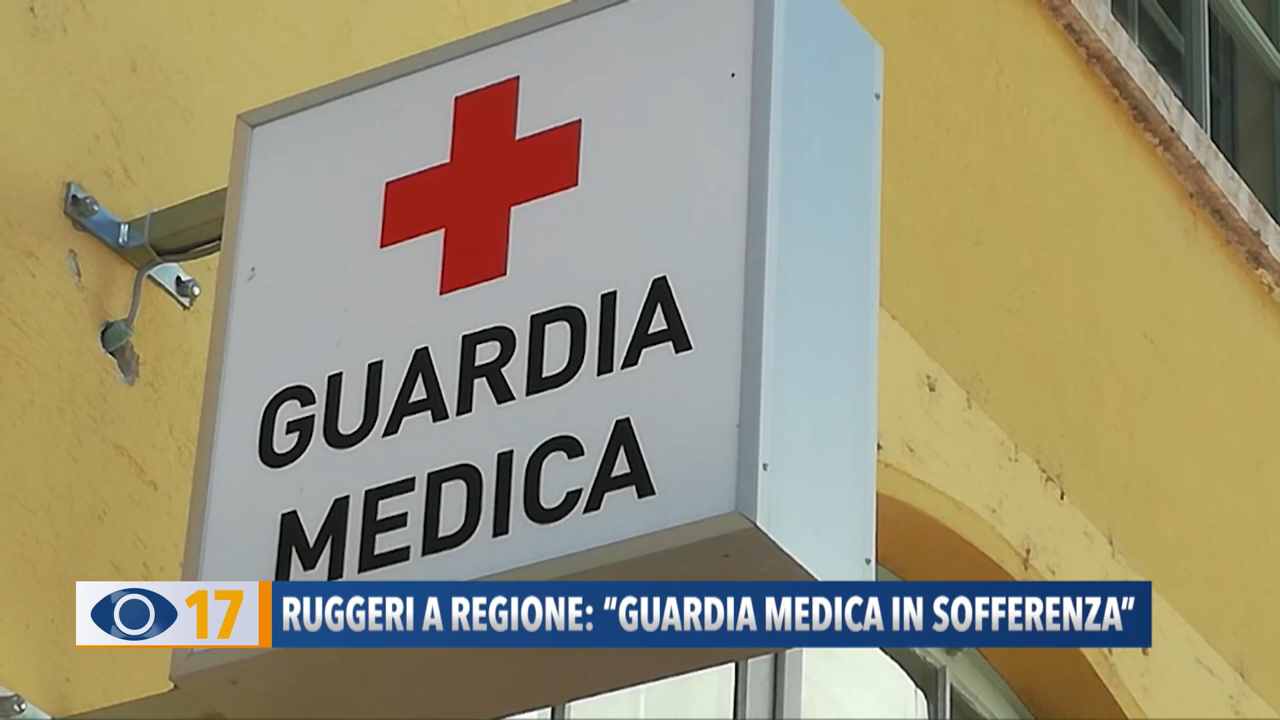 GUARDIA
MEDICA
17
RUGGERI A REGIONE: “GUARDIA MEDICA IN SOFFERENZA”